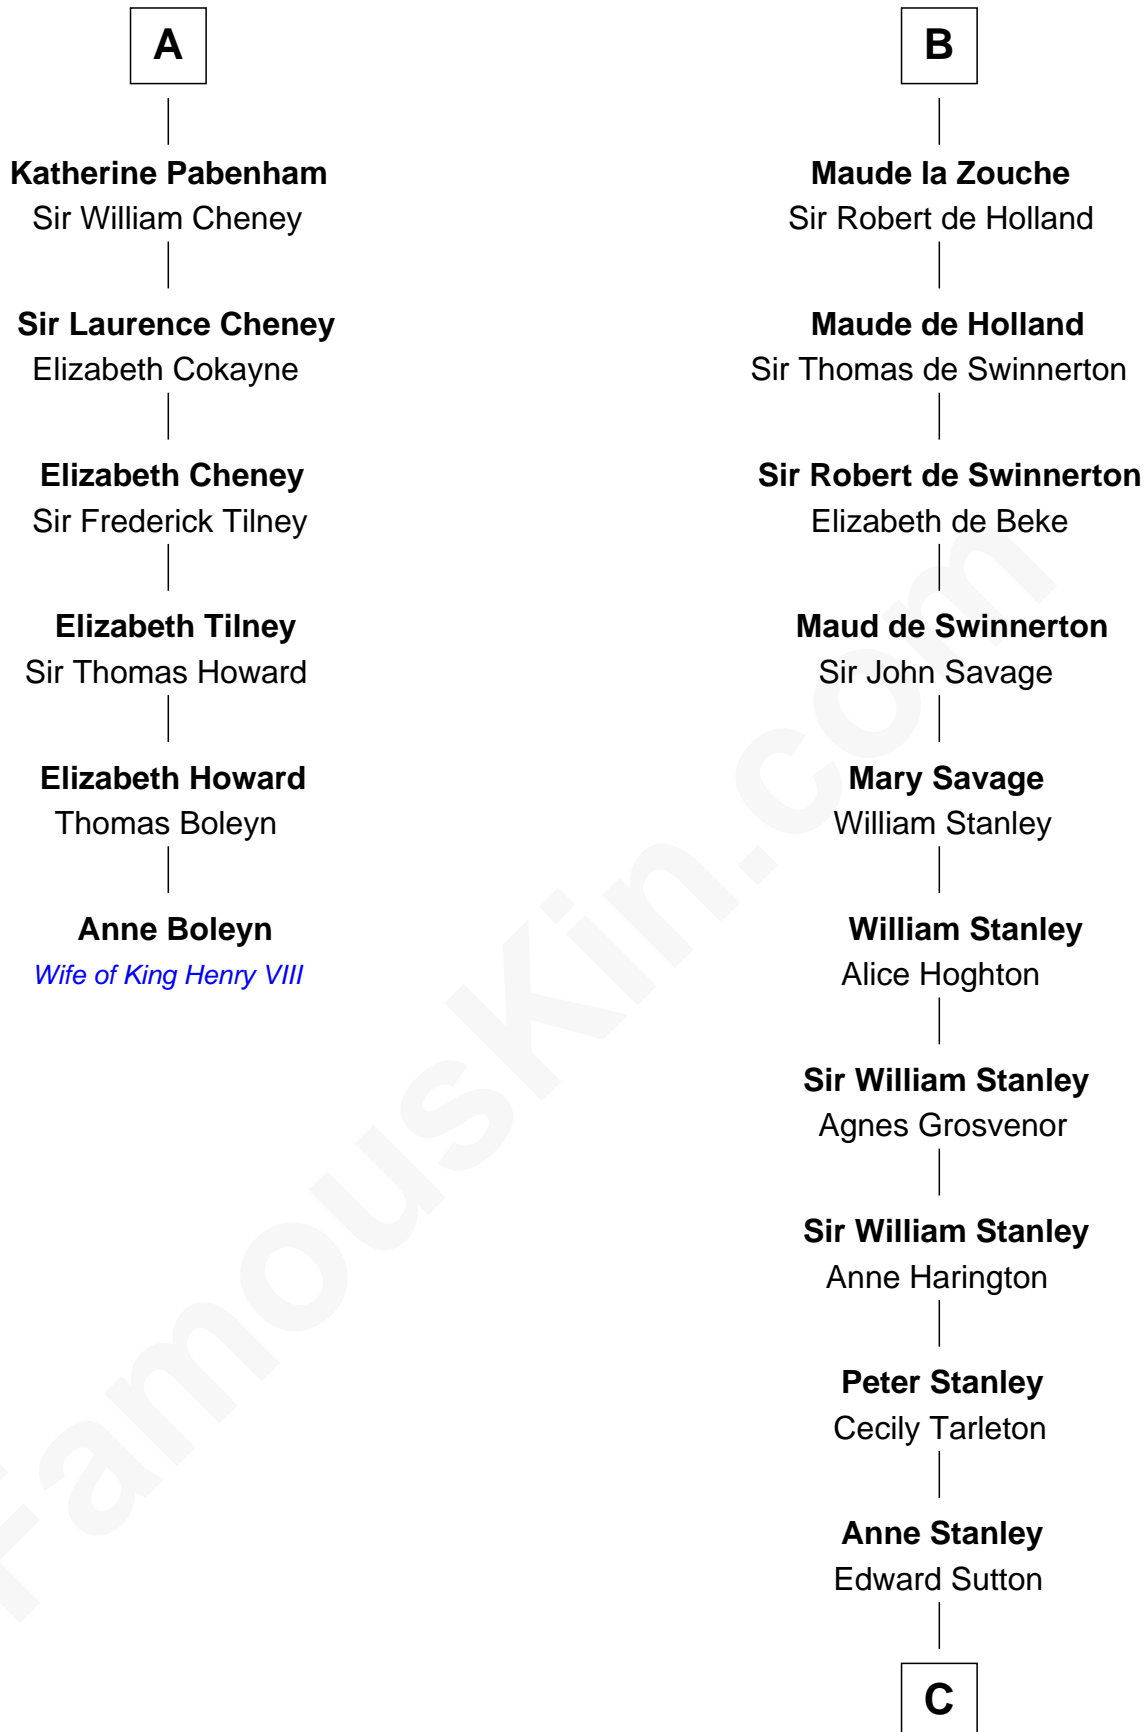 A
Katherine Pabenham
Sir William Cheney
Sir Laurence Cheney
Elizabeth Cokayne
Elizabeth Cheney
Sir Frederick Tilney
Elizabeth Tilney
Sir Thomas Howard
Elizabeth Howard
Thomas Boleyn
Anne Boleyn
Wife of King Henry VIII
B
Maude la Zouche
Sir Robert de Holland
Maude de Holland
Sir Thomas de Swinnerton
Sir Robert de Swinnerton
Elizabeth de Beke
Maud de Swinnerton
Sir John Savage
Mary Savage
William Stanley
William Stanley
Alice Hoghton
Sir William Stanley
Agnes Grosvenor
Sir William Stanley
Anne Harington
Peter Stanley
Cecily Tarleton
Anne Stanley
Edward Sutton
C
FamousKin.com